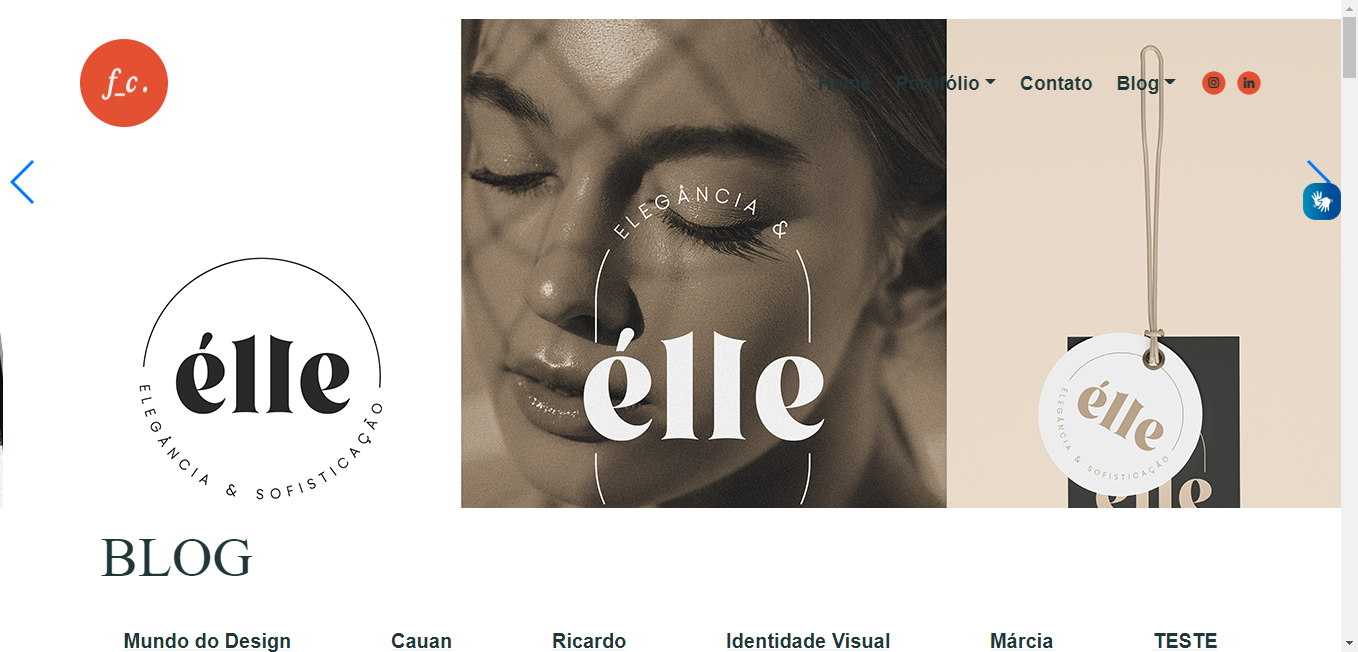 f_c.
Home Portfólio Contato Blog
élle
ELEGÂNCIA & SOFISTICAÇÃO
ELEGÂNCIA &
élle
élle
ELEGÂNCIA & SOFISTICAÇÃO
élle
BLOG
Mundo do Design Cauan Ricardo Identidade Visual Márcia TESTE